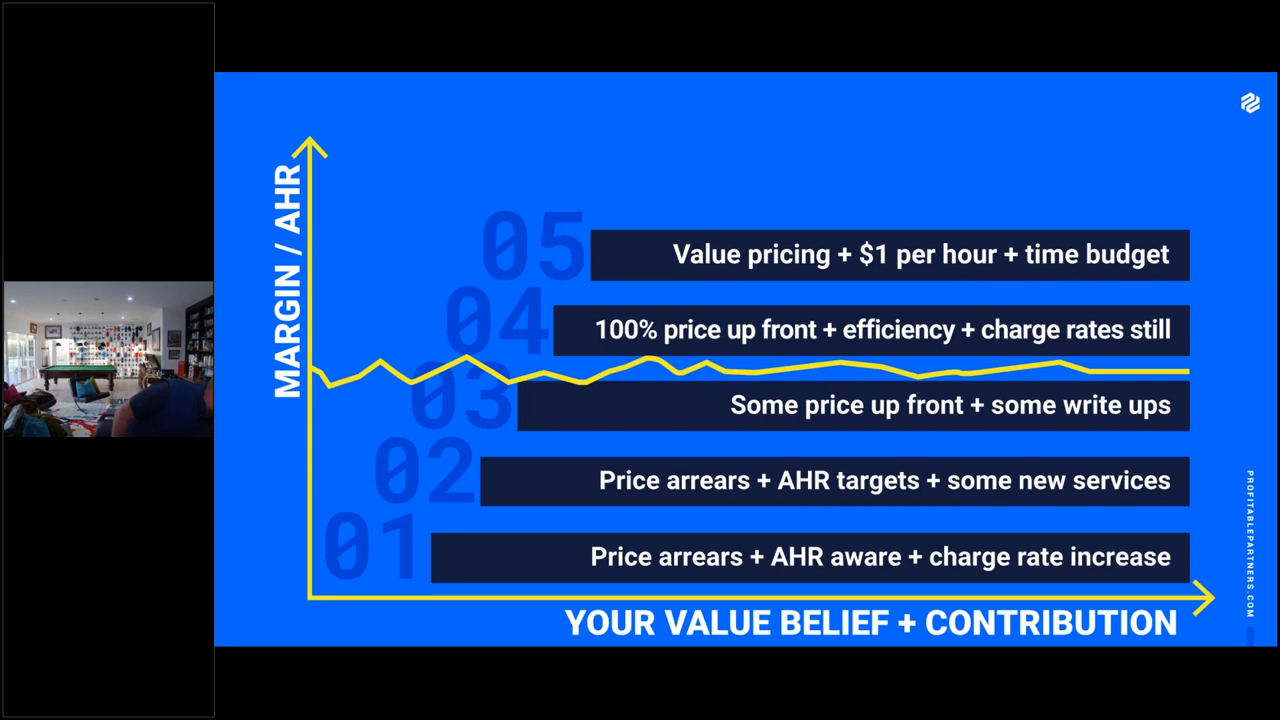 MARGIN / AHR
05
Value pricing + $1 per hour + time budget
04
100% price up front + efficiency + charge rates still
03
Some price up front + some write ups
02
Price arrears + AHR targets + some new services
01
Price arrears + AHR aware + charge rate increase
YOUR VALUE BELIEF + CONTRIBUTION
PROFITABLEPARTNERS.COM